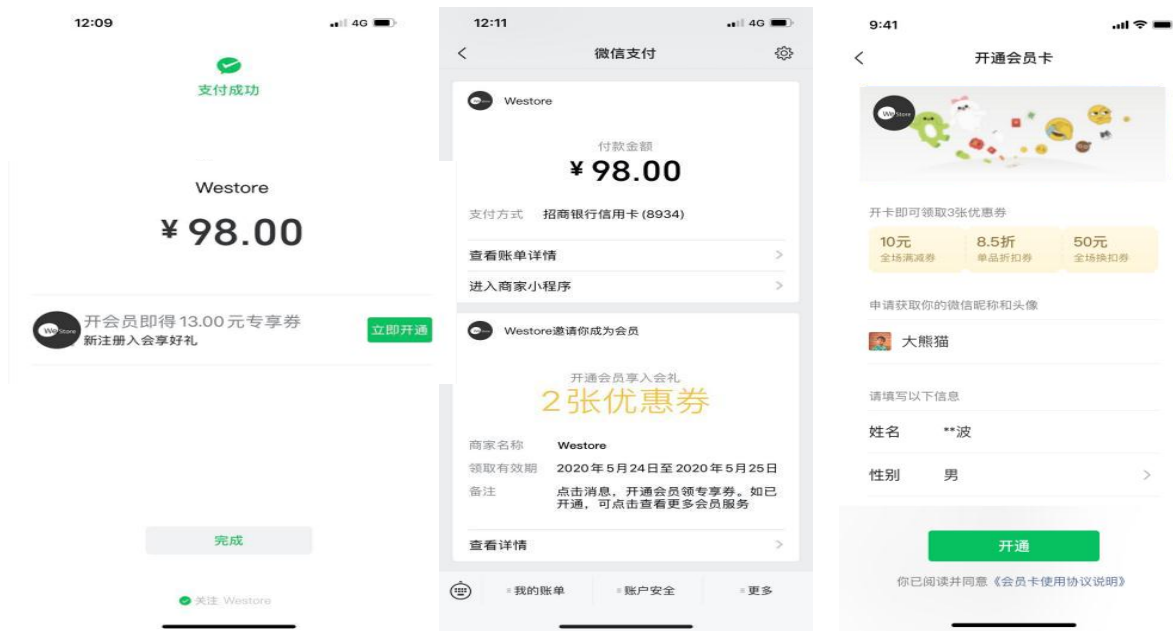 12:09
4G
支付成功
Westore
¥98.00
WeStore
开会员即得13.00元专享券
新注册入会享好礼
立即开通
完成
关注 Westore
12:11
4G
微信支付
Westore
付款金额
¥98.00
支付方式 招商银行信用卡(8934)
查看账单详情
进入商家小程序
Westore邀请你成为会员
开通会员享入会礼
2张优惠券
商家名称 Westore
领取有效期 2020年5月24日至2020年5月25日
备注 点击消息，开通会员领专享券。如已
开通，可点击查看更多会员服务
查看详情
我的账单 账户安全 更多
9:41
开通会员卡
WeStore
开卡即可领取3张优惠券
10元 8.5折 50元
全场满减券 单品折扣券 全场换扣券
申请获取你的微信昵称和头像
大熊猫
请填写以下信息
姓名 **波
性别 男
开通
你已阅读并同意《会员卡使用协议说明》